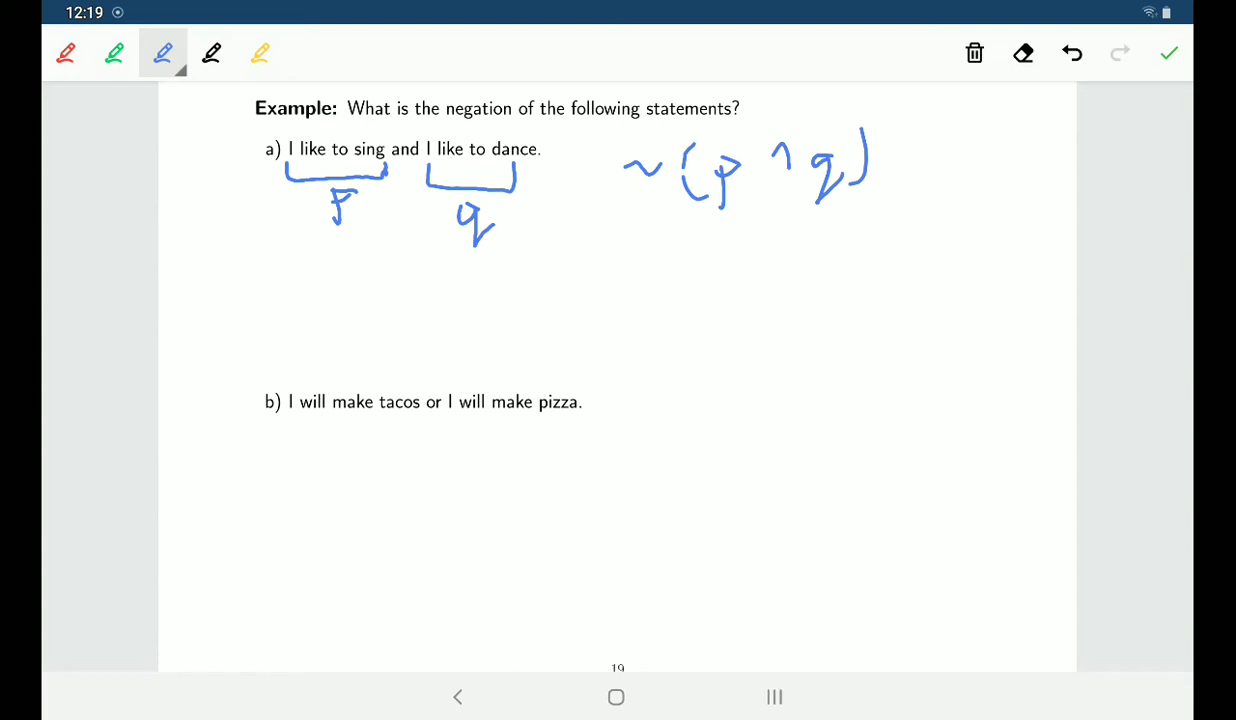 12:19
Example: What is the negation of the following statements?
a) I like to sing and I like to dance.
~(p ^ q)
p
q
b) I will make tacos or I will make pizza.
19